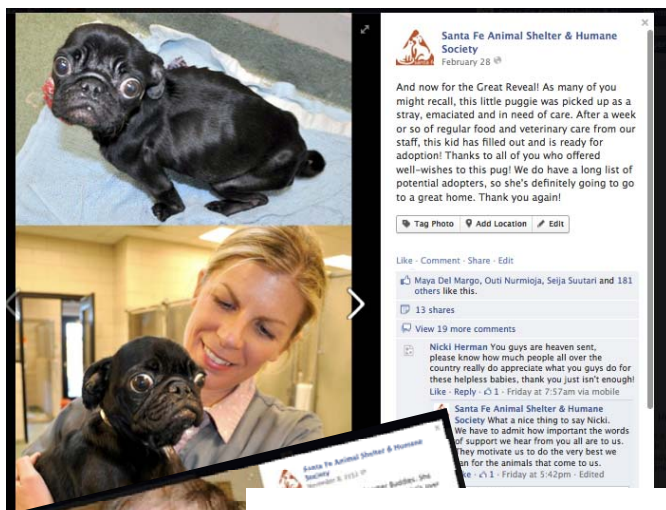 Santa Fe Animal Shelter & Humane
Society
February 28
And now for the Great Reveal! As many of you
might recall, this little puggie was picked up as a
stray, emaciated and in need of care. After a week
or so of regular food and veterinary care from our
staff, this kid has filled out and is ready for
adoption! Thanks to all of you who offered
well-wishes to this pug! We do have a long list of
potential adopters, so she's definitely going to go
to a great home. Thank you again!
Tag Photo Add Location Edit
Like · Comment · Share · Edit
Maya Del Margo, Outi Nurmioja, Seija Suutari and 181
others like this.
13 shares
View 19 more comments
Nicki Herman You guys are heaven sent,
please know how much people all over the
country really do appreciate what you guys do for
these helpless babies, thank you just isn't enough!
Like · Reply · 1 · Friday at 7:57am via mobile
Santa Fe Animal Shelter & Humane
Society What a nice thing to say Nicki.
We have to admit how important the words
of support we hear from you all are to us.
They motivate us to do the very best we
an for the animals that come to us.
ke · 1 · Friday at 5:42pm · Edited
Santa Fe Animal Shelter & Humane
Society
November 8, 2012
Buddies. She
over